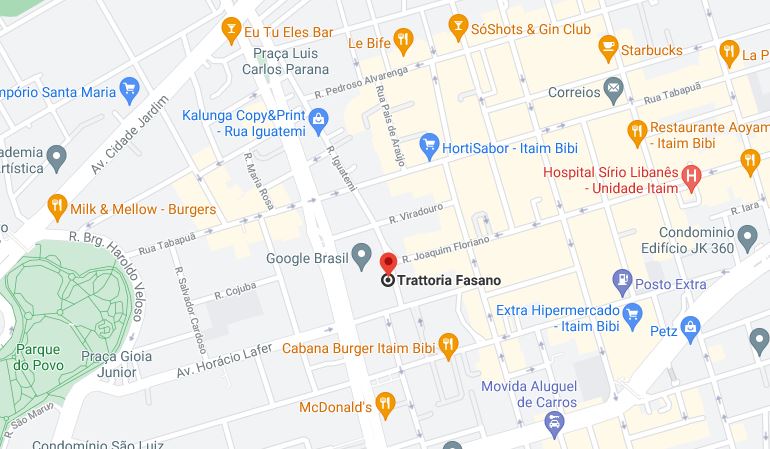 Eu Tu Eles Bar
SóShots & Gin Club
Praça Luis
Carlos Parana
Le Bife
Starbucks
La P
R. Pedroso Alvarenga
mpório Santa Maria
Correios
Rua Tabapuã
Av. Cidade Jardim
Kalunga Copy&Print
- Rua Iguatemi
Rua Pais de Araújo
Restaurante Aoyam
- Itaim Bibi
HortiSabor - Itaim Bibi
ademia
Artística
R. Iguatemi
R. Maria Rosa
Hospital Sírio Libanês
- Unidade Itaim
Milk & Mellow - Burgers
R. Viradouro
R. Iara
R. Brg. Haroldo Veloso
Rua Tabapuã
R. Joaquim Floriano
Condominio
Edifício JK 360
Google Brasil
Trattoria Fasano
R. Cojuba
R. Salvador Cardoso
Posto Extra
Extra Hipermercado
- Itaim Bibi
Petz
Parque
do Povo
Praça Goia
Junior
Av. Horácio Lafer
Cabana Burger Itaim Bibi
Movida Aluguel
de Carros
McDonald's
R. São Maruo
Condomínio São Luiz